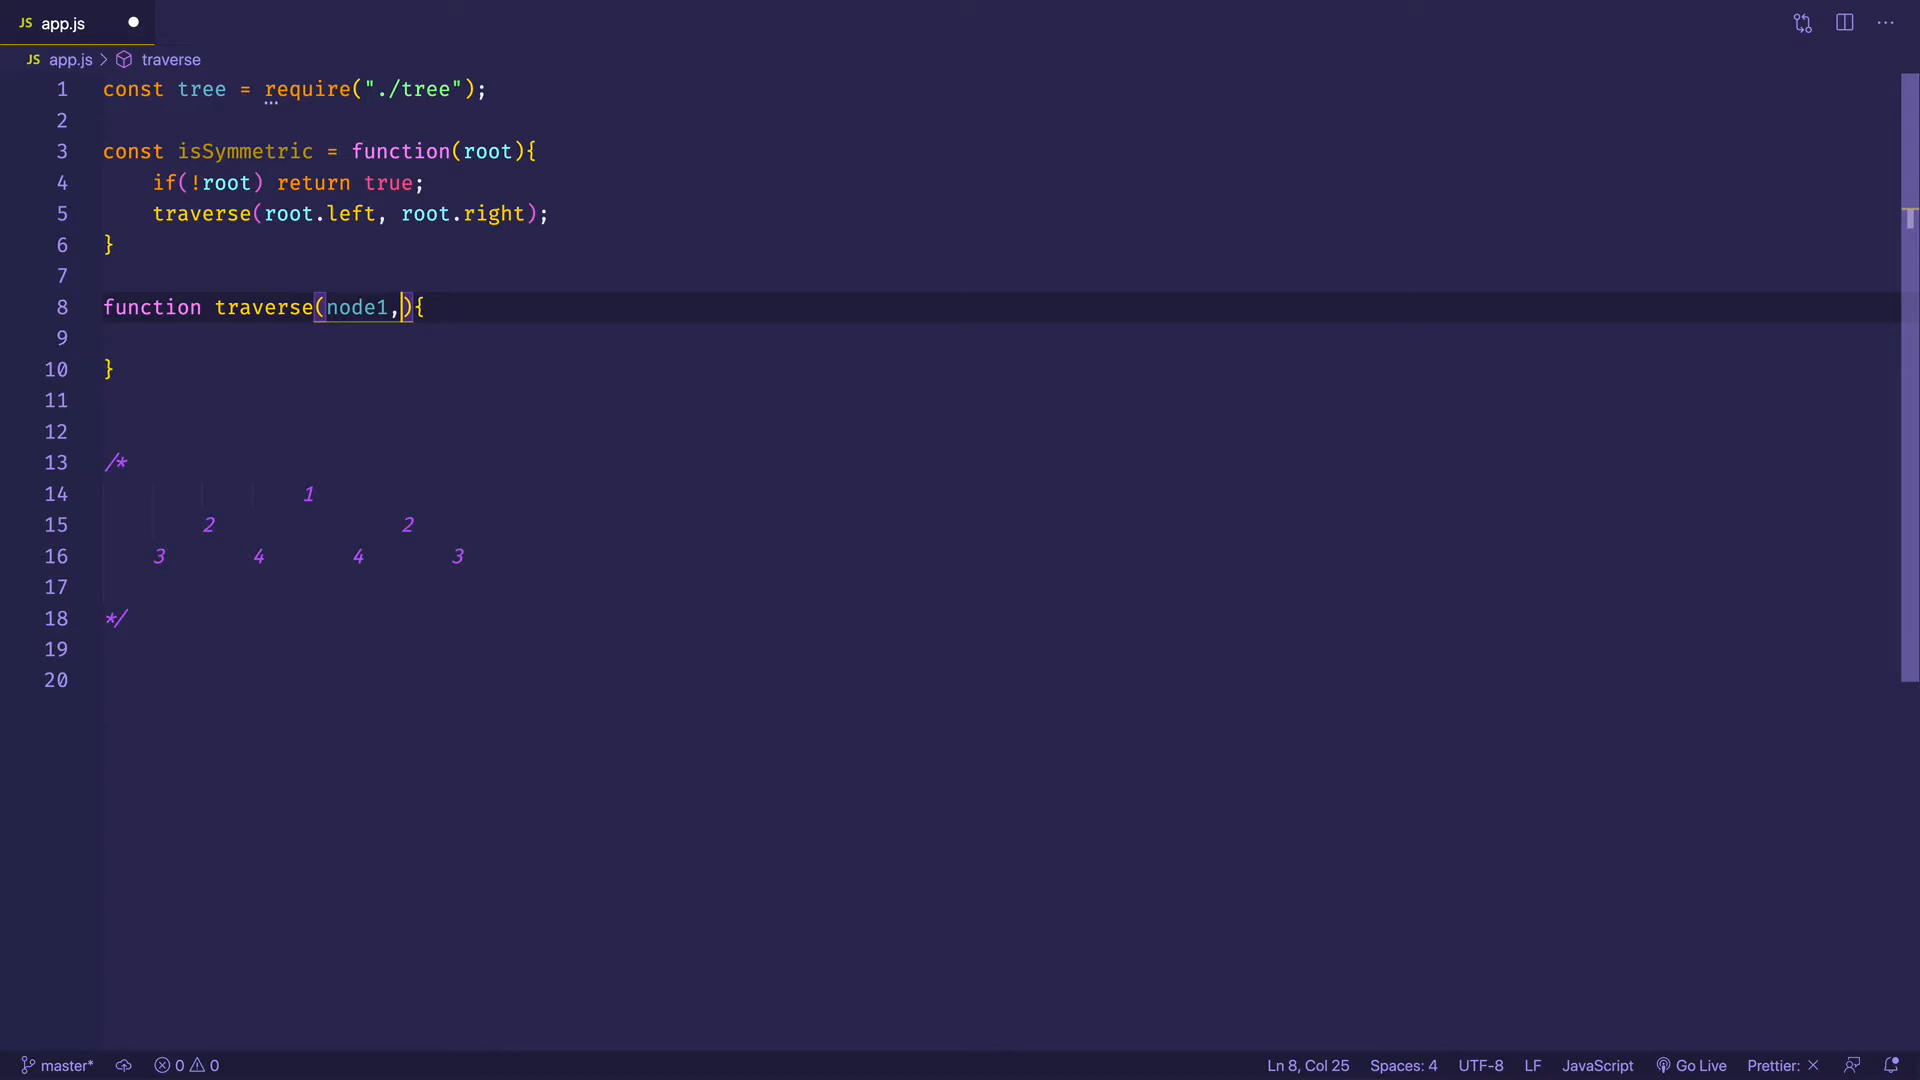 JS app.js
JS app.js > traverse
1 const tree = require("./tree");
2
3 const isSymmetric = function(root){
4 if(!root) return true;
5 traverse(root.left, root.right);
6 }
7
8 function traverse(node1,){
9
10 }
11
12
13 /*
14 1
15 2 2
16 3 4 4 3
17
18 */
19
20
master* 0 0 Ln 8, Col 25 Spaces: 4 UTF-8 LF JavaScript Go Live Prettier: ×